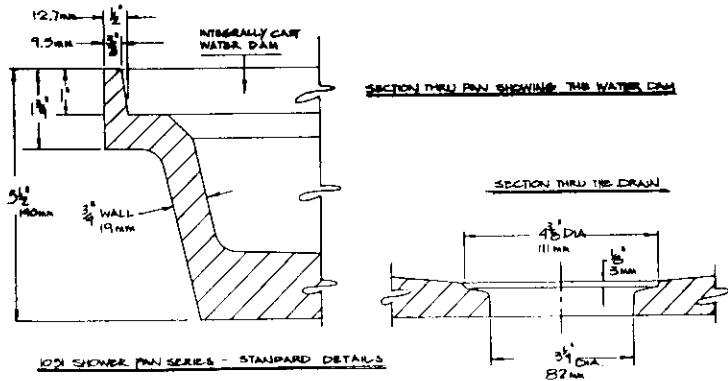 12.7mm 1/2"
9.5mm 3/8"
INTEGRALLY CAST
WATER DAM
1 3/4"
1"
5 1/2"
140mm
3/4" WALL
19mm
SECTION THRU PAN SHOWING THE WATER DAM
SECTION THRU THE DRAIN
4 3/8" DIA
111mm
1/8"
3mm
3 1/4" DIA.
82mm
1031 SHOWER PAN SERIES - STANDARD DETAILS